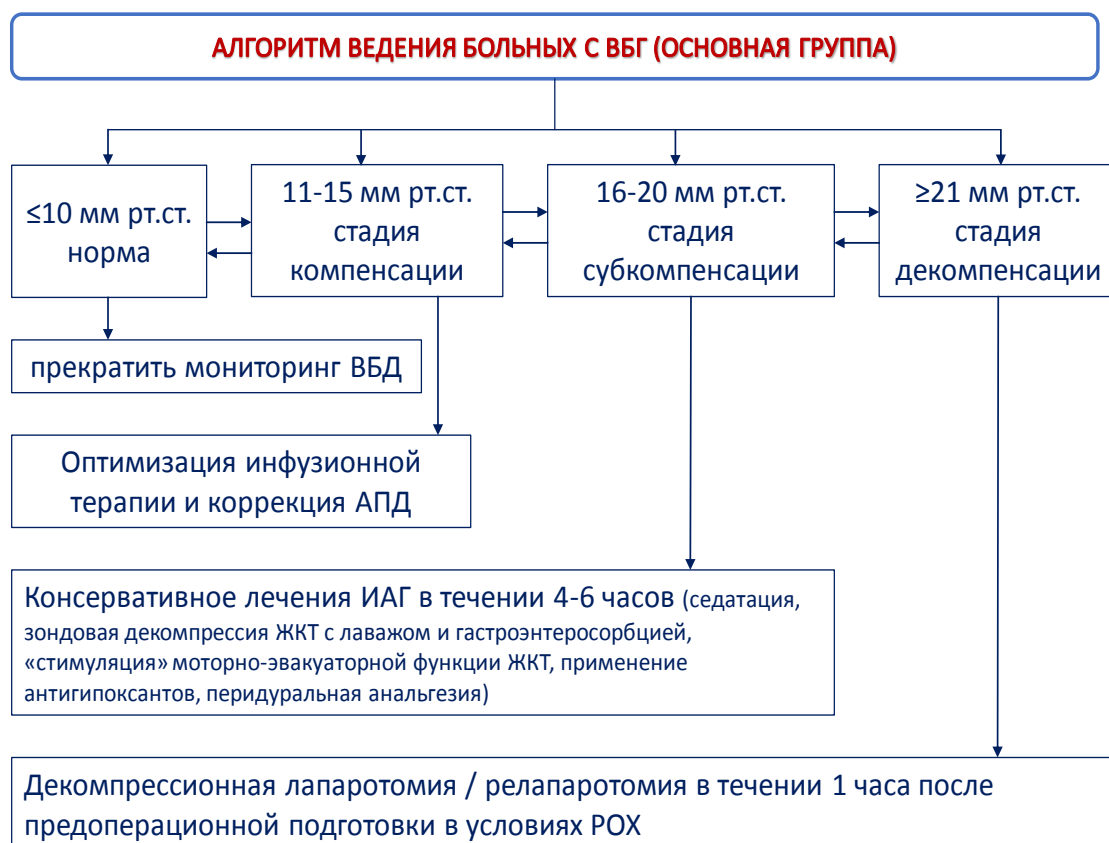 АЛГОРИТМ ВЕДЕНИЯ БОЛЬНЫХ С ВБГ (ОСНОВНАЯ ГРУППА)
≤10 мм рт.ст.
норма
11-15 мм рт.ст.
стадия
компенсации
16-20 мм рт.ст.
стадия
субкомпенсации
≥21 мм рт.ст.
стадия
декомпенсации
прекратить мониторинг ВБД
Оптимизация инфузионной
терапии и коррекция АПД
Консервативное лечения ИАГ в течении 4-6 часов (седатация,
зондовая декомпрессия ЖКТ с лаважом и гастроэнтеросорбцией,
«стимуляция» моторно-эвакуаторной функции ЖКТ, применение
антигипоксантов, перидуральная анальгезия)
Декомпрессионная лапаротомия / релапаротомия в течении 1 часа после
предоперационной подготовки в условиях РОХ